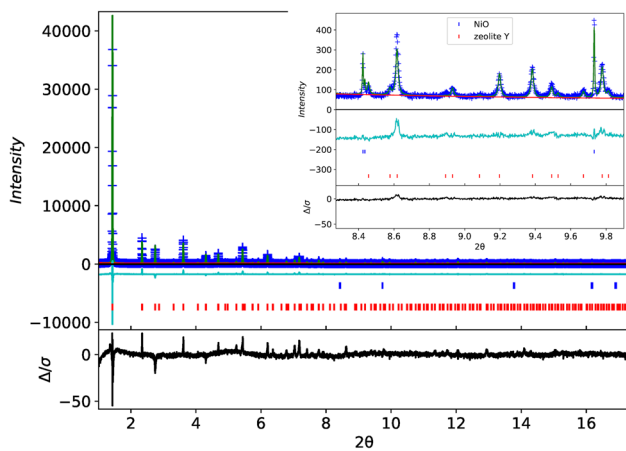 40000
30000
20000
10000
0
−10000
Intensity
0
−50
Δ/σ
2 4 6 8 10 12 14 16
2θ
NiO
zeolite Y
400
300
200
100
0
−100
−200
−300
Intensity
0
−50
Δ/σ
8.4 8.6 8.8 9.0 9.2 9.4 9.6 9.8
2θ